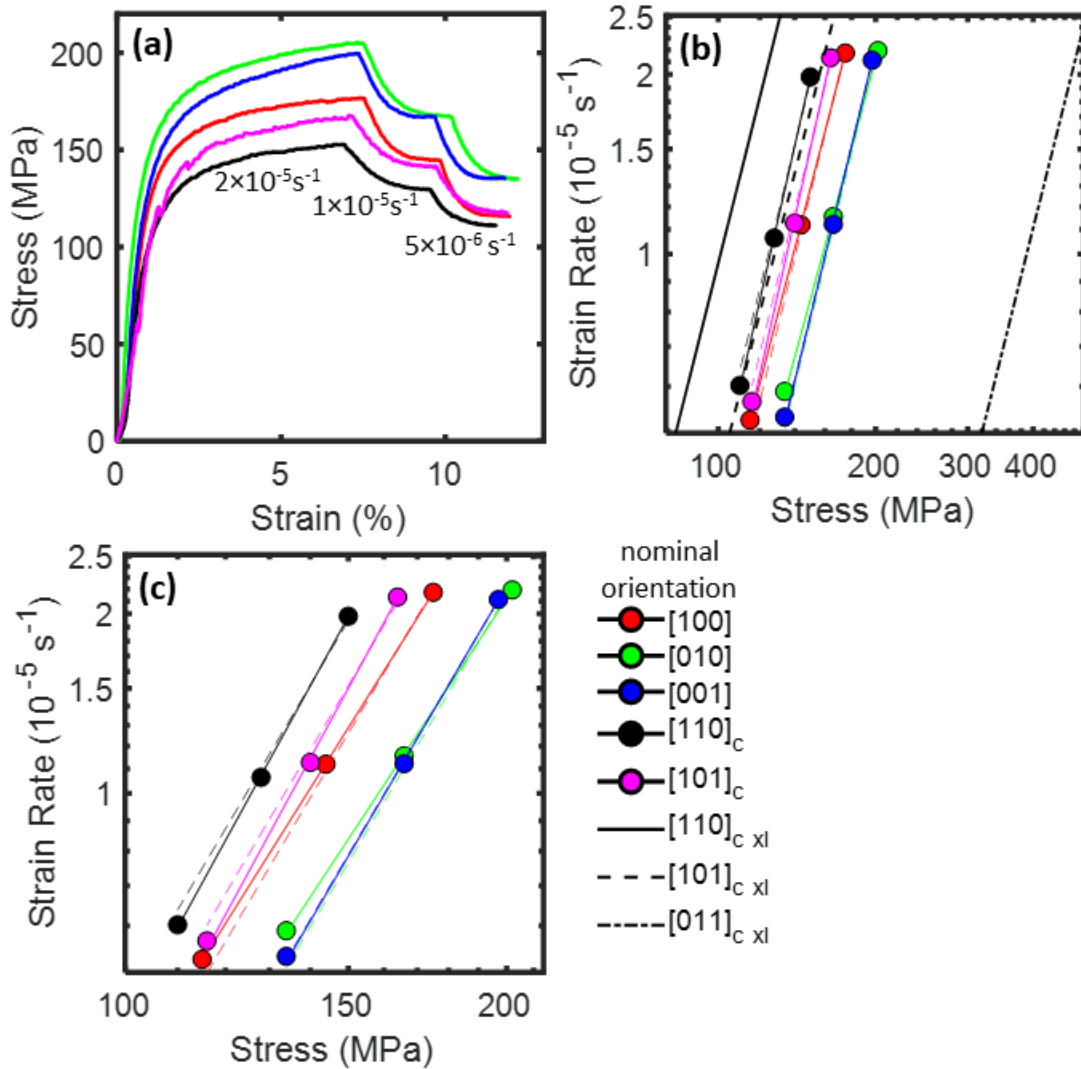 (a)
200
150
100
50
0
Stress (MPa)
2×10⁻⁵s⁻¹
1×10⁻⁵s⁻¹
5×10⁻⁶ s⁻¹
0 5 10
Strain (%)
(b)
2.5
2
1.5
1
Strain Rate (10⁻⁵ s⁻¹)
100 200 300 400
Stress (MPa)
(c)
2.5
2
1.5
1
Strain Rate (10⁻⁵ s⁻¹)
100 150 200
Stress (MPa)
nominal
orientation
[100]
[010]
[001]
[110]c
[101]c
[110]c xl
[101]c xl
[011]c xl